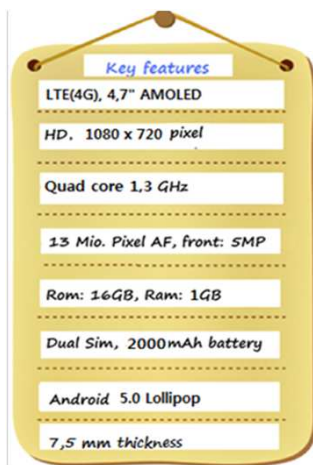 Key features
LTE(4G), 4,7" AMOLED
HD, 1080 x 720 pixel
Quad core 1,3 GHz
13 Mio. Pixel AF, front: 5MP
Rom: 16GB, Ram: 1GB
Dual Sim, 2000mAh battery
Android 5.0 Lollipop
7,5 mm thickness